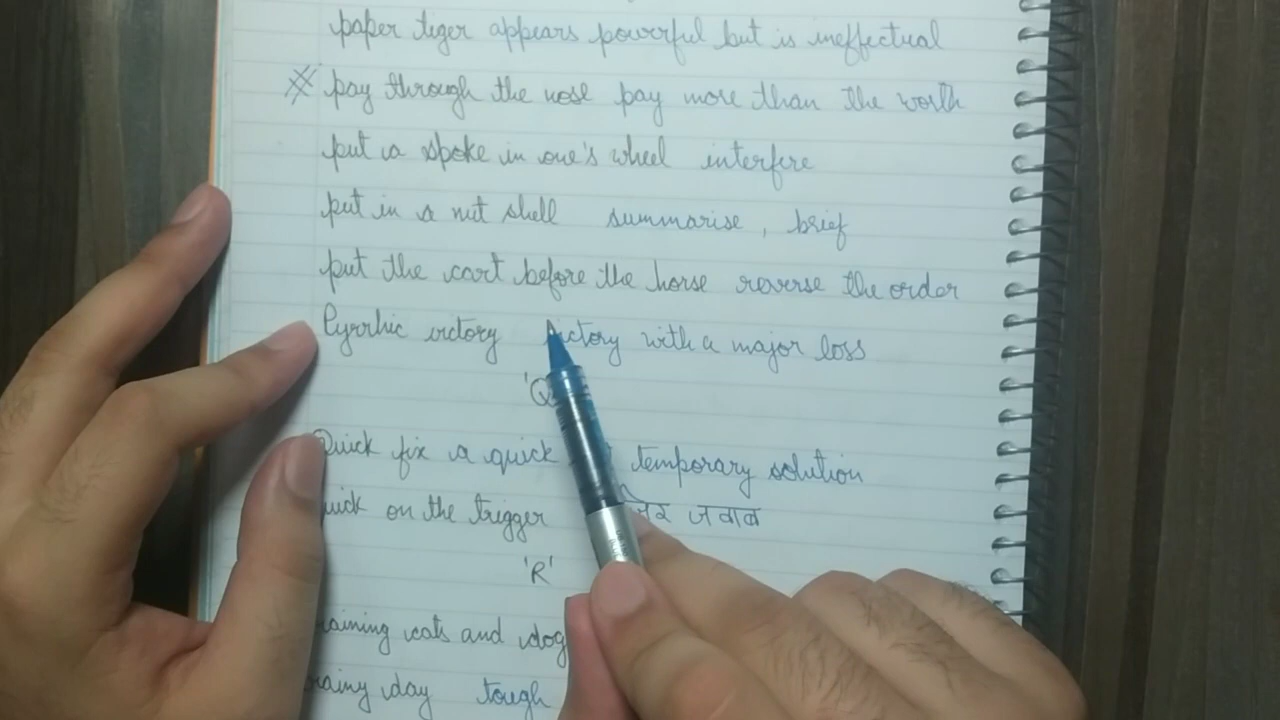 paper tiger appears powerful but is ineffectual
pay through the nose pay more than the worth
put a spoke in one's wheel interfere
put in a nut shell summarise, brief
put the cart before the horse reverse the order
Pyrrhic victory victory with a major loss
'Q
Quick fix a quick temporary solution
uick on the trigger जवाब
'R'
raining cats and dog
rainy day tough